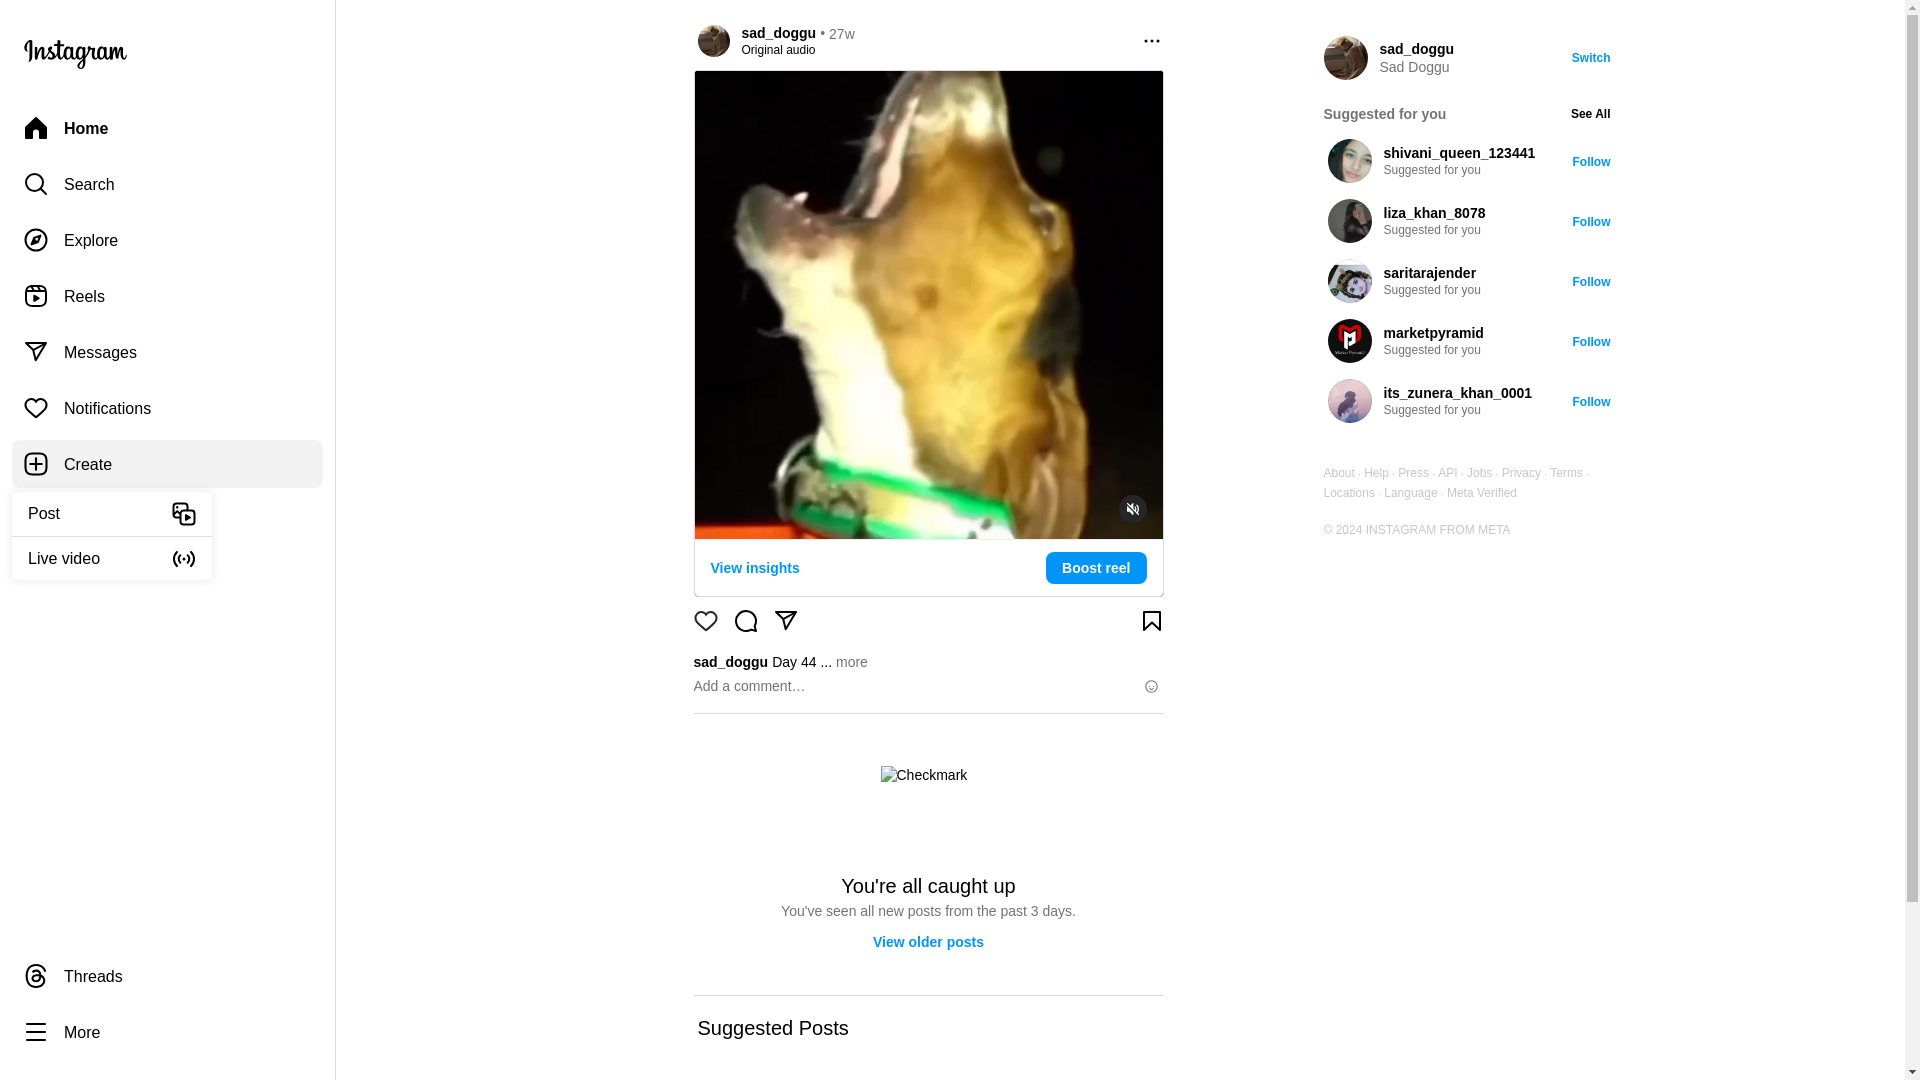 Instagram
Home
Search
Explore
Reels
Messages
Notifications
Create
Post
Live video
Threads
More
sad_doggu • 27w
Original audio
View insights
Boost reel
sad_doggu Day 44 ... more
Add a comment…
Checkmark
You're all caught up
You've seen all new posts from the past 3 days.
View older posts
Suggested Posts
sad_doggu
Sad Doggu
Switch
Suggested for you
See All
shivani_queen_123441
Suggested for you
Follow
liza_khan_8078
Suggested for you
Follow
saritarajender
Suggested for you
Follow
marketpyramid
Suggested for you
Follow
its_zunera_khan_0001
Suggested for you
Follow
About · Help · Press · API · Jobs · Privacy · Terms ·
Locations · Language · Meta Verified
© 2024 INSTAGRAM FROM META